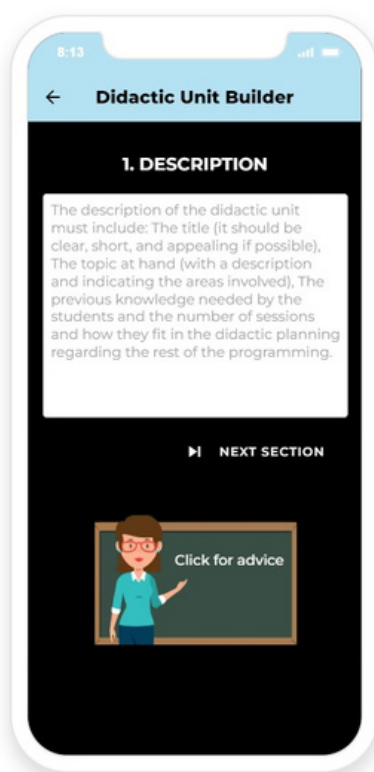 8:13
Didactic Unit Builder
1. DESCRIPTION
The description of the didactic unit
must include: The title (it should be
clear, short, and appealing if possible),
The topic at hand (with a description
and indicating the areas involved), The
previous knowledge needed by the
students and the number of sessions
and how they fit in the didactic planning
regarding the rest of the programming.
NEXT SECTION
Click for advice